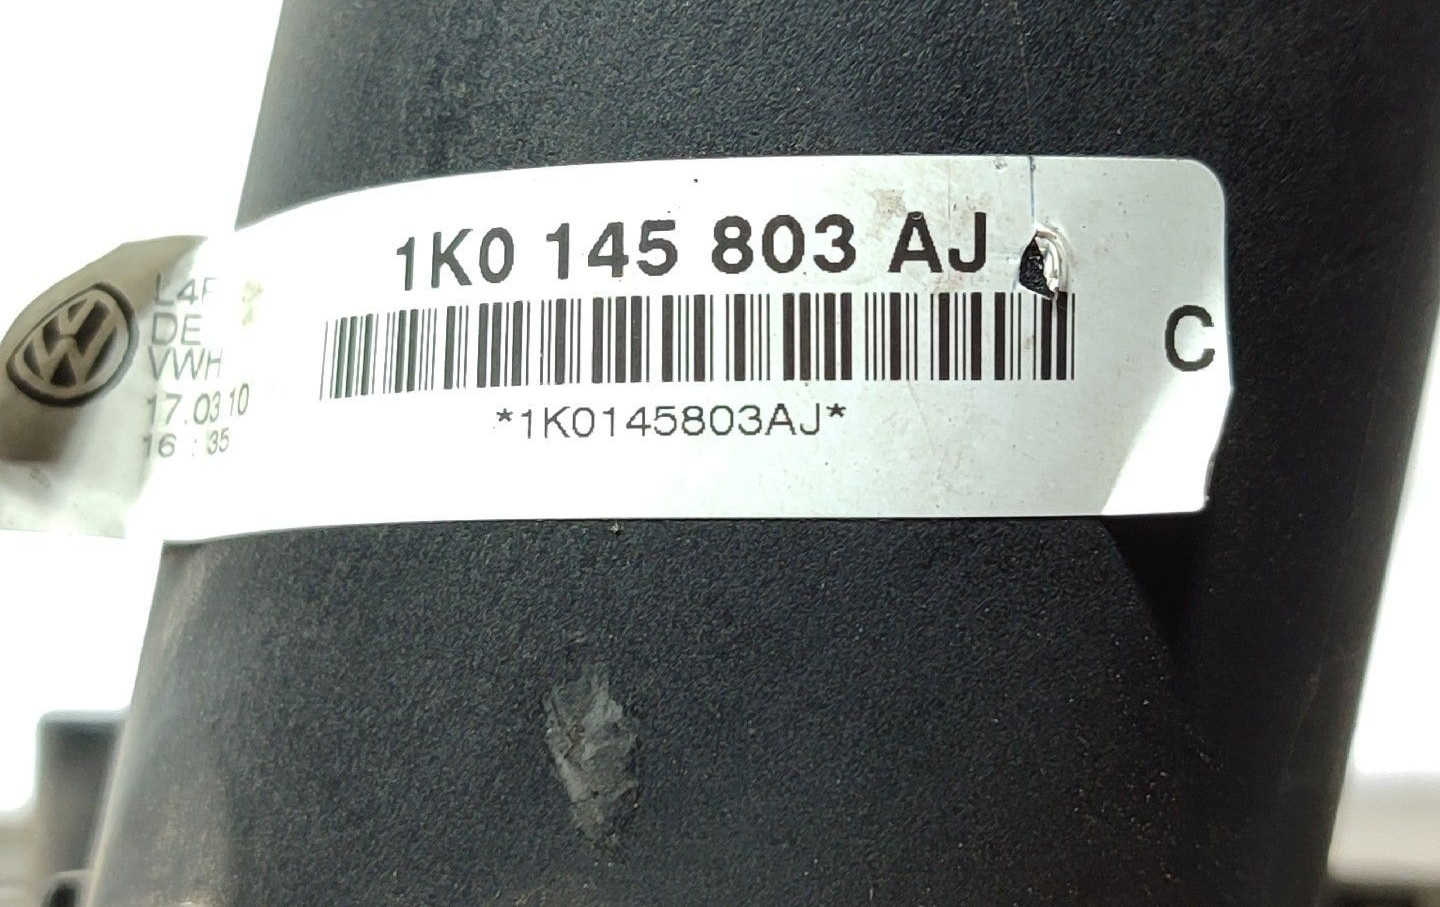 1K0 145 803 AJ
C
*1K0145803AJ*
DE
VWH
17.03.10
16 : 35